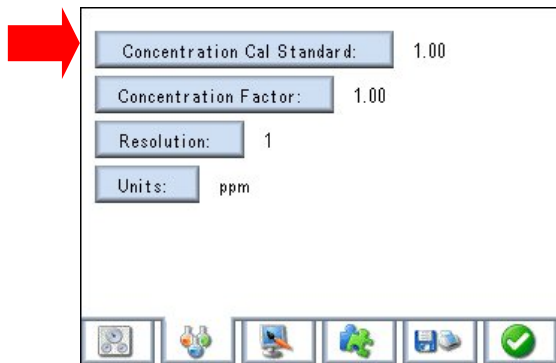 Concentration Cal Standard: 1.00
Concentration Factor: 1.00
Resolution: 1
Units: ppm